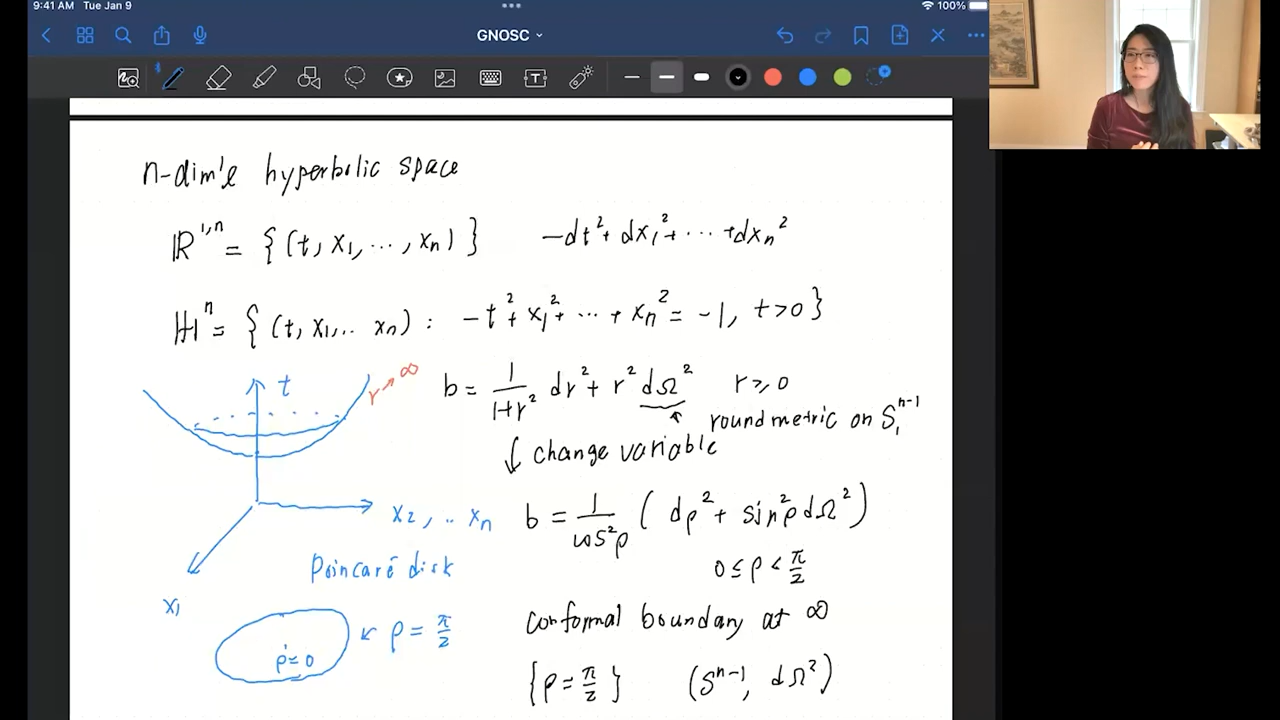 9:41 AM Tue Jan 9
100%
GNOSC
n-dim'l hyperbolic space
ℝ^{1,n} = {(t, x₁, ..., xₙ)} -dt² + dx₁² + ... + dxₙ²
ℍⁿ = {(t, x₁, ... xₙ) : -t² + x₁² + ... + xₙ² = -1, t > 0}
t
r → ∞
b = 1/(1+r²) dr² + r² dΩ² r ≥ 0
round metric on S₁^{n-1}
↓ change variable
x₂, .. xₙ
b = 1/cos²ρ (dρ² + sin²ρ dΩ²)
0 ≤ ρ < π/2
Poincaré disk
x₁
ρ = 0
↙ ρ = π/2
conformal boundary at ∞
{ρ = π/2} (S^{n-1}, dΩ²)